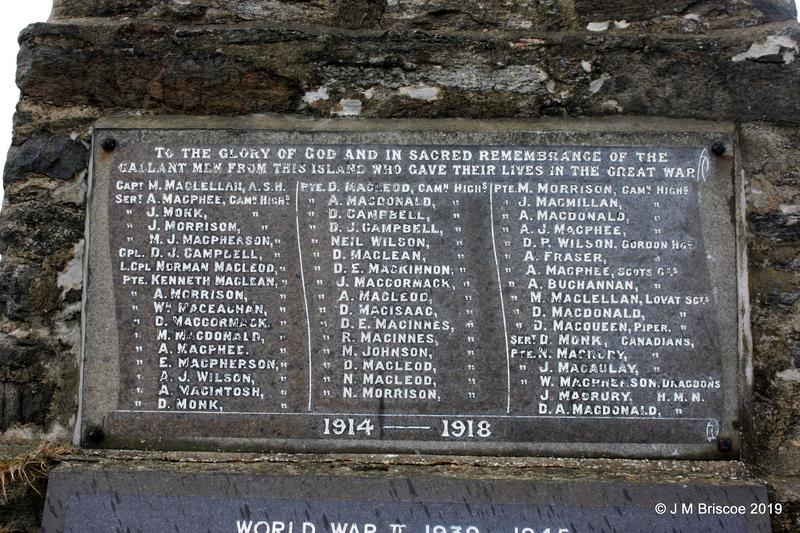 TO THE GLORY OF GOD AND IN SACRED REMEMBRANCE OF THE
GALLANT MEN FROM THIS ISLAND WHO GAVE THEIR LIVES IN THE GREAT WAR
CAPT M. MACLELLAN, A.S.H.
SERT A. MACPHEE, CAMN HIGHS
" J. MONK, "
" J. MORRISON, "
" M. J. MACPHERSON, "
CPL. D. J. CAMPBELL, "
L.CPL NORMAN MACLEOD, "
PTE. KENNETH MACLEAN, "
" A. MORRISON, "
" WM MACEACHAN, "
" D. MACCORMACK, "
" M. MACDONALD, "
" A. MACPHEE. "
" E. MACPHERSON, "
" A. J. WILSON, "
" A. MACINTOSH, "
" D. MONK, "
PTE. D. MACLEOD, CAMN HIGHS
" A. MACDONALD, "
" D. CAMPBELL, "
" D. J. CAMPBELL, "
" NEIL WILSON, "
" D. MACLEAN, "
" D. E. MACKINNON, "
" J. MACCORMACK, "
" A. MACLEOD, "
" D. MACISAAC, "
" D. E. MACINNES, "
" R. MACINNES, "
" M. JOHNSON, "
" D. MACLEOD, "
" N. MACLEOD, "
" N. MORRISON, "
PTE. M. MORRISON, CAMN HIGHS
" J. MACMILLAN, "
" A. MACDONALD, "
" A. J. MACPHEE, "
" D. P. WILSON, GORDON HRS
" A. FRASER, "
" A. MACPHEE, SCOTS GDS
" A. BUCHANNAN, "
" M. MACLELLAN, LOVAT SCTS
" D. MACDONALD, "
" D. MACQUEEN, PIPER, "
SERT D. MONK, CANADIANS,
PTE. N. MACRURY, "
" J. MACAULAY, "
" W. MACPHERSON, DRAGOONS
" J. MACRURY, H.M.N.
D. A. MACDONALD, "
1914 — 1918
WORLD WAR II 1939 - 1945
© J M Briscoe 2019